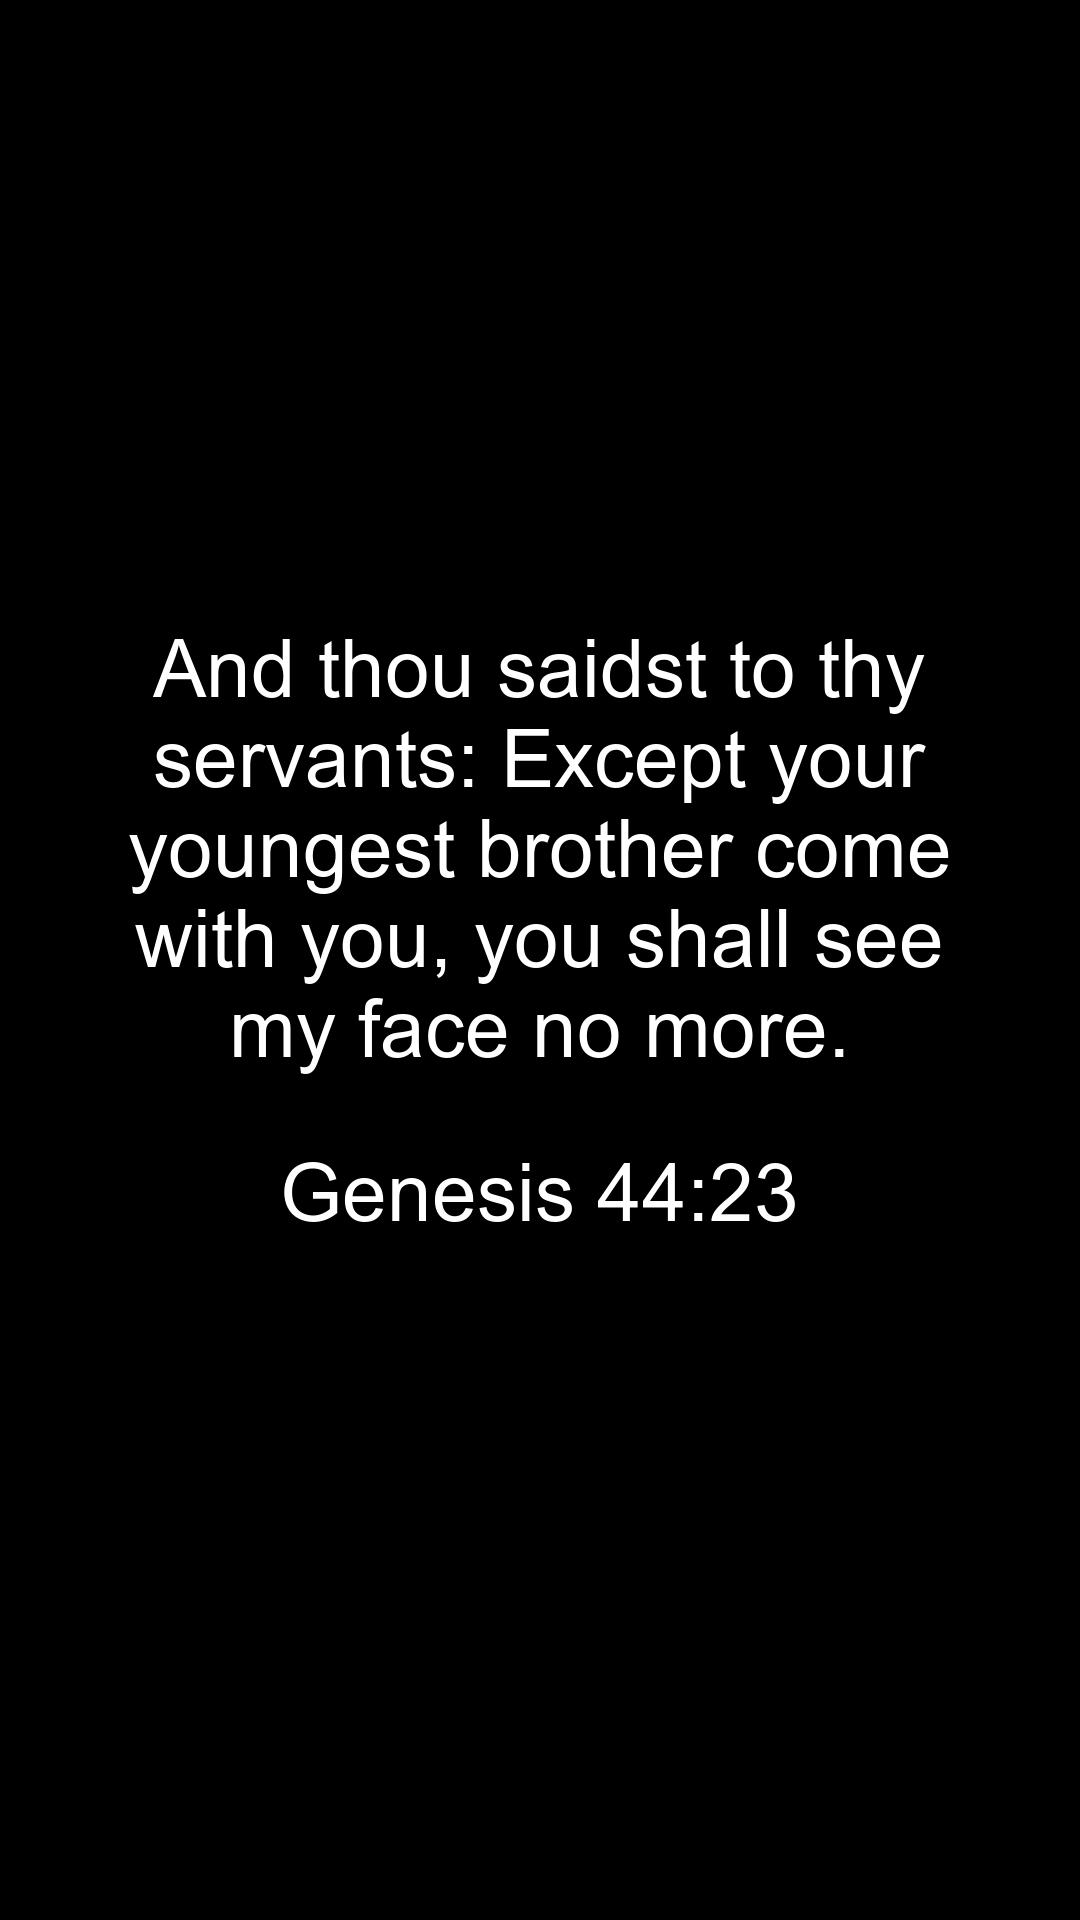 And thou saidst to thy
servants: Except your
youngest brother come
with you, you shall see
my face no more.
Genesis 44:23